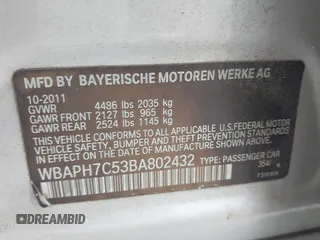 MFD BY BAYERISCHE MOTOREN WERKE AG
10-2011
GVWR 4486 lbs 2035 kg
GAWR FRONT 2127 lbs 965 kg
GAWR REAR 2524 lbs 1145 kg
THIS VEHICLE CONFORMS TO ALL APPLICABLE U.S. FEDERAL MOTOR
VEHICLE SAFETY, BUMPER, AND THEFT PREVENTION STANDARDS IN
EFFECT ON THE DATE OF MANUFACTURE SHOWN ABOVE.
WBAPH7C53BA802432 TYPE: PASSENGER CAR
354/
DREAMBID
AutoBidMaster